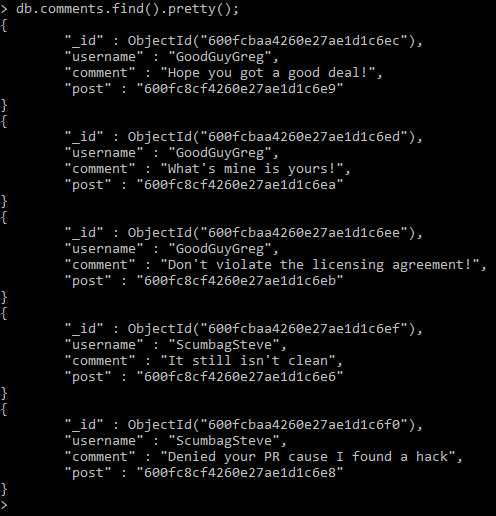 > db.comments.find().pretty();
{
"_id" : ObjectId("600fcbaa4260e27ae1d1c6ec"),
"username" : "GoodGuyGreg",
"comment" : "Hope you got a good deal!",
"post" : "600fc8cf4260e27ae1d1c6e9"
}
{
"_id" : ObjectId("600fcbaa4260e27ae1d1c6ed"),
"username" : "GoodGuyGreg",
"comment" : "What's mine is yours!",
"post" : "600fc8cf4260e27ae1d1c6ea"
}
{
"_id" : ObjectId("600fcbaa4260e27ae1d1c6ee"),
"username" : "GoodGuyGreg",
"comment" : "Don't violate the licensing agreement!",
"post" : "600fc8cf4260e27ae1d1c6eb"
}
{
"_id" : ObjectId("600fcbaa4260e27ae1d1c6ef"),
"username" : "ScumbagSteve",
"comment" : "It still isn't clean",
"post" : "600fc8cf4260e27ae1d1c6e6"
}
{
"_id" : ObjectId("600fcbaa4260e27ae1d1c6f0"),
"username" : "ScumbagSteve",
"comment" : "Denied your PR cause I found a hack",
"post" : "600fc8cf4260e27ae1d1c6e8"
}
>